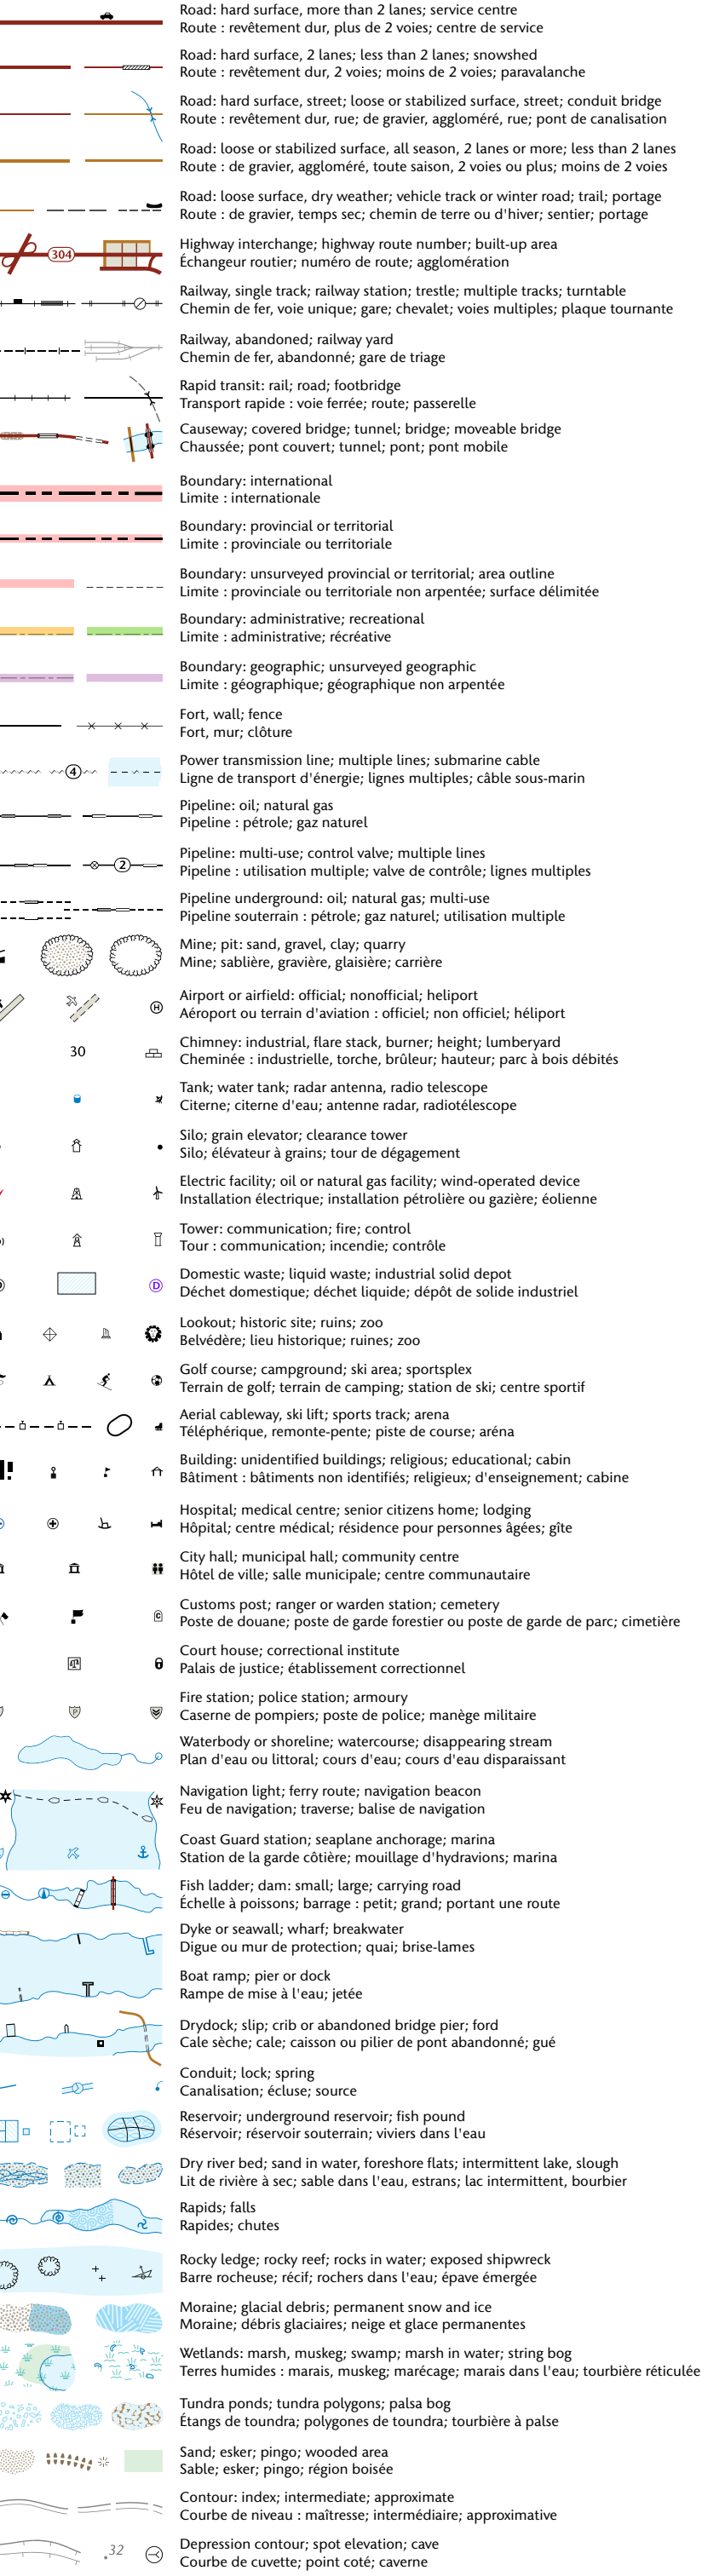 Road: hard surface, more than 2 lanes; service centre
Route : revêtement dur, plus de 2 voies; centre de service
Road: hard surface, 2 lanes; less than 2 lanes; snowshed
Route : revêtement dur, 2 voies; moins de 2 voies; paravalanche
Road: hard surface, street; loose or stabilized surface, street; conduit bridge
Route : revêtement dur, rue; de gravier, aggloméré, rue; pont de canalisation
Road: loose or stabilized surface, all season, 2 lanes or more; less than 2 lanes
Route : de gravier, aggloméré, toute saison, 2 voies ou plus; moins de 2 voies
Road: loose surface, dry weather; vehicle track or winter road; trail; portage
Route : de gravier, temps sec; chemin de terre ou d'hiver; sentier; portage
304
Highway interchange; highway route number; built-up area
Échangeur routier; numéro de route; agglomération
Railway, single track; railway station; trestle; multiple tracks; turntable
Chemin de fer, voie unique; gare; chevalet; voies multiples; plaque tournante
Railway, abandoned; railway yard
Chemin de fer, abandonné; gare de triage
Rapid transit: rail; road; footbridge
Transport rapide : voie ferrée; route; passerelle
Causeway; covered bridge; tunnel; bridge; moveable bridge
Chaussée; pont couvert; tunnel; pont; pont mobile
Boundary: international
Limite : internationale
Boundary: provincial or territorial
Limite : provinciale ou territoriale
Boundary: unsurveyed provincial or territorial; area outline
Limite : provinciale ou territoriale non arpentée; surface délimitée
Boundary: administrative; recreational
Limite : administrative; récréative
Boundary: geographic; unsurveyed geographic
Limite : géographique; géographique non arpentée
Fort, wall; fence
Fort, mur; clôture
4
Power transmission line; multiple lines; submarine cable
Ligne de transport d'énergie; lignes multiples; câble sous-marin
Pipeline: oil; natural gas
Pipeline : pétrole; gaz naturel
2
Pipeline: multi-use; control valve; multiple lines
Pipeline : utilisation multiple; valve de contrôle; lignes multiples
Pipeline underground: oil; natural gas; multi-use
Pipeline souterrain : pétrole; gaz naturel; utilisation multiple
Mine; pit: sand, gravel, clay; quarry
Mine; sablière, gravière, glaisière; carrière
H
Airport or airfield: official; nonofficial; heliport
Aéroport ou terrain d'aviation : officiel; non officiel; héliport
30
Chimney: industrial, flare stack, burner; height; lumberyard
Cheminée : industrielle, torche, brûleur; hauteur; parc à bois débités
Tank; water tank; radar antenna, radio telescope
Citerne; citerne d'eau; antenne radar, radiotélescope
Silo; grain elevator; clearance tower
Silo; élévateur à grains; tour de dégagement
Electric facility; oil or natural gas facility; wind-operated device
Installation électrique; installation pétrolière ou gazière; éolienne
Tower: communication; fire; control
Tour : communication; incendie; contrôle
D
Domestic waste; liquid waste; industrial solid depot
Déchet domestique; déchet liquide; dépôt de solide industriel
Lookout; historic site; ruins; zoo
Belvédère; lieu historique; ruines; zoo
Golf course; campground; ski area; sportsplex
Terrain de golf; terrain de camping; station de ski; centre sportif
Aerial cableway, ski lift; sports track; arena
Téléphérique, remonte-pente; piste de course; aréna
Building: unidentified buildings; religious; educational; cabin
Bâtiment : bâtiments non identifiés; religieux; d'enseignement; cabine
Hospital; medical centre; senior citizens home; lodging
Hôpital; centre médical; résidence pour personnes âgées; gîte
City hall; municipal hall; community centre
Hôtel de ville; salle municipale; centre communautaire
C
Customs post; ranger or warden station; cemetery
Poste de douane; poste de garde forestier ou poste de garde de parc; cimetière
Court house; correctional institute
Palais de justice; établissement correctionnel
P
Fire station; police station; armoury
Caserne de pompiers; poste de police; manège militaire
Waterbody or shoreline; watercourse; disappearing stream
Plan d'eau ou littoral; cours d'eau; cours d'eau disparaissant
Navigation light; ferry route; navigation beacon
Feu de navigation; traverse; balise de navigation
Coast Guard station; seaplane anchorage; marina
Station de la garde côtière; mouillage d'hydravions; marina
Fish ladder; dam: small; large; carrying road
Échelle à poissons; barrage : petit; grand; portant une route
Dyke or seawall; wharf; breakwater
Digue ou mur de protection; quai; brise-lames
Boat ramp; pier or dock
Rampe de mise à l'eau; jetée
Drydock; slip; crib or abandoned bridge pier; ford
Cale sèche; cale; caisson ou pilier de pont abandonné; gué
Conduit; lock; spring
Canalisation; écluse; source
Reservoir; underground reservoir; fish pound
Réservoir; réservoir souterrain; viviers dans l'eau
Dry river bed; sand in water, foreshore flats; intermittent lake, slough
Lit de rivière à sec; sable dans l'eau, estrans; lac intermittent, bourbier
Rapids; falls
Rapides; chutes
Rocky ledge; rocky reef; rocks in water; exposed shipwreck
Barre rocheuse; récif; rochers dans l'eau; épave émergée
Moraine; glacial debris; permanent snow and ice
Moraine; débris glaciaires; neige et glace permanentes
Wetlands: marsh, muskeg; swamp; marsh in water; string bog
Terres humides : marais, muskeg; marécage; marais dans l'eau; tourbière réticulée
Tundra ponds; tundra polygons; palsa bog
Étangs de toundra; polygones de toundra; tourbière à palse
Sand; esker; pingo; wooded area
Sable; esker; pingo; région boisée
Contour: index; intermediate; approximate
Courbe de niveau : maîtresse; intermédiaire; approximative
.32
Depression contour; spot elevation; cave
Courbe de cuvette; point coté; caverne